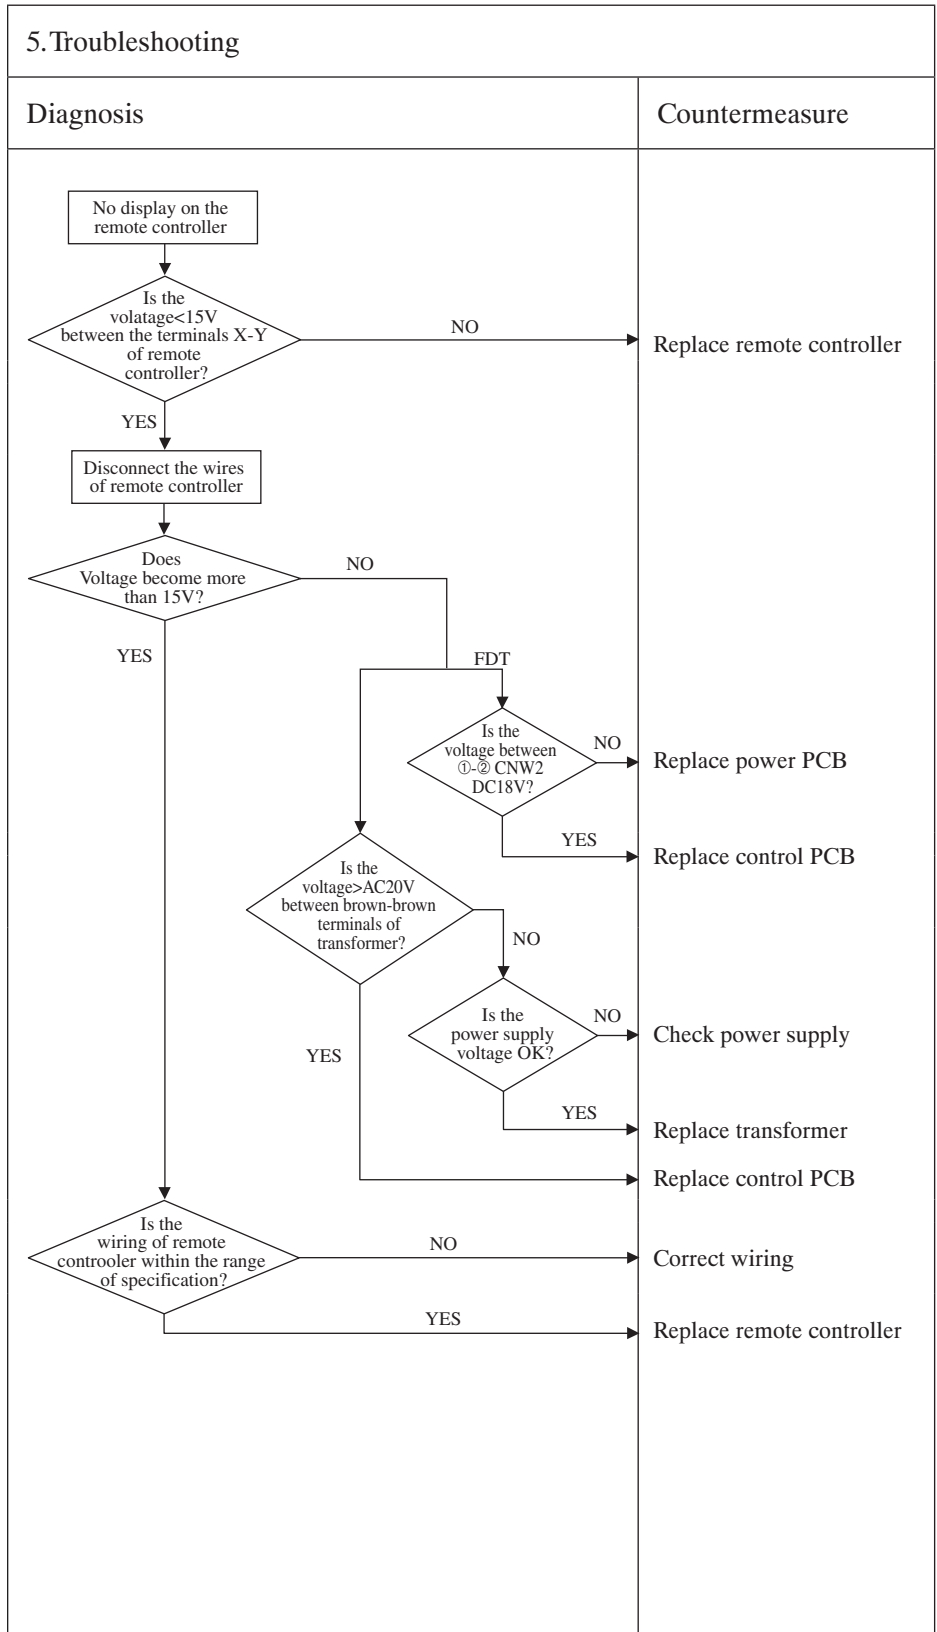 5.Troubleshooting
Diagnosis
Countermeasure
No display on the
remote controller
Is the
volatage<15V
between the terminals X-Y
of remote
controller?
NO
Replace remote controller
YES
Disconnect the wires
of remote controller
Does
Voltage become more
than 15V?
NO
YES
FDT
Is the
voltage between
①-② CNW2
DC18V?
NO
Replace power PCB
YES
Replace control PCB
Is the
voltage>AC20V
between brown-brown
terminals of
transformer?
NO
Is the
power supply
voltage OK?
NO
Check power supply
YES
YES
Replace transformer
Replace control PCB
Is the
wiring of remote
controoler within the range
of specification?
NO
Correct wiring
YES
Replace remote controller